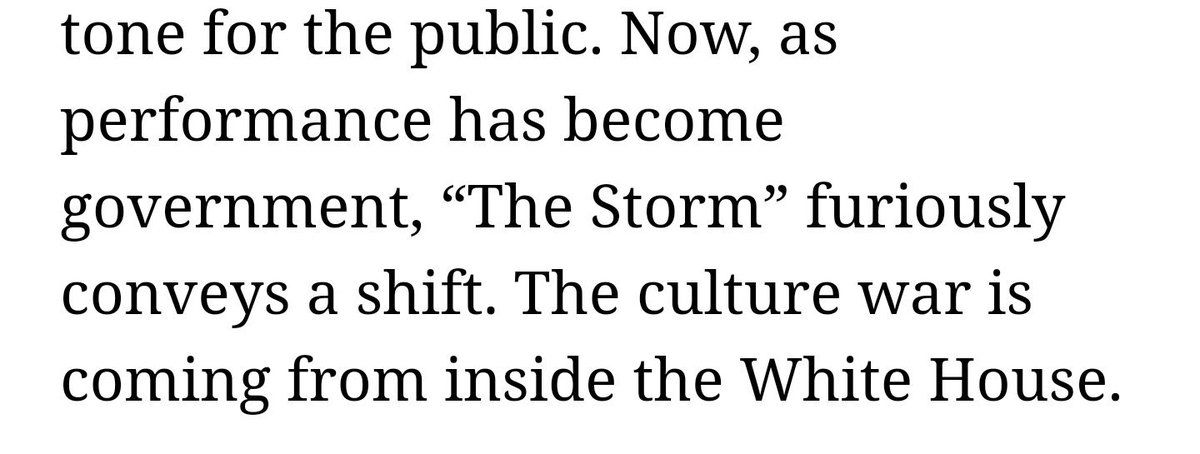 tone for the public. Now, as
performance has become
government, “The Storm” furiously
conveys a shift. The culture war is
coming from inside the White House.